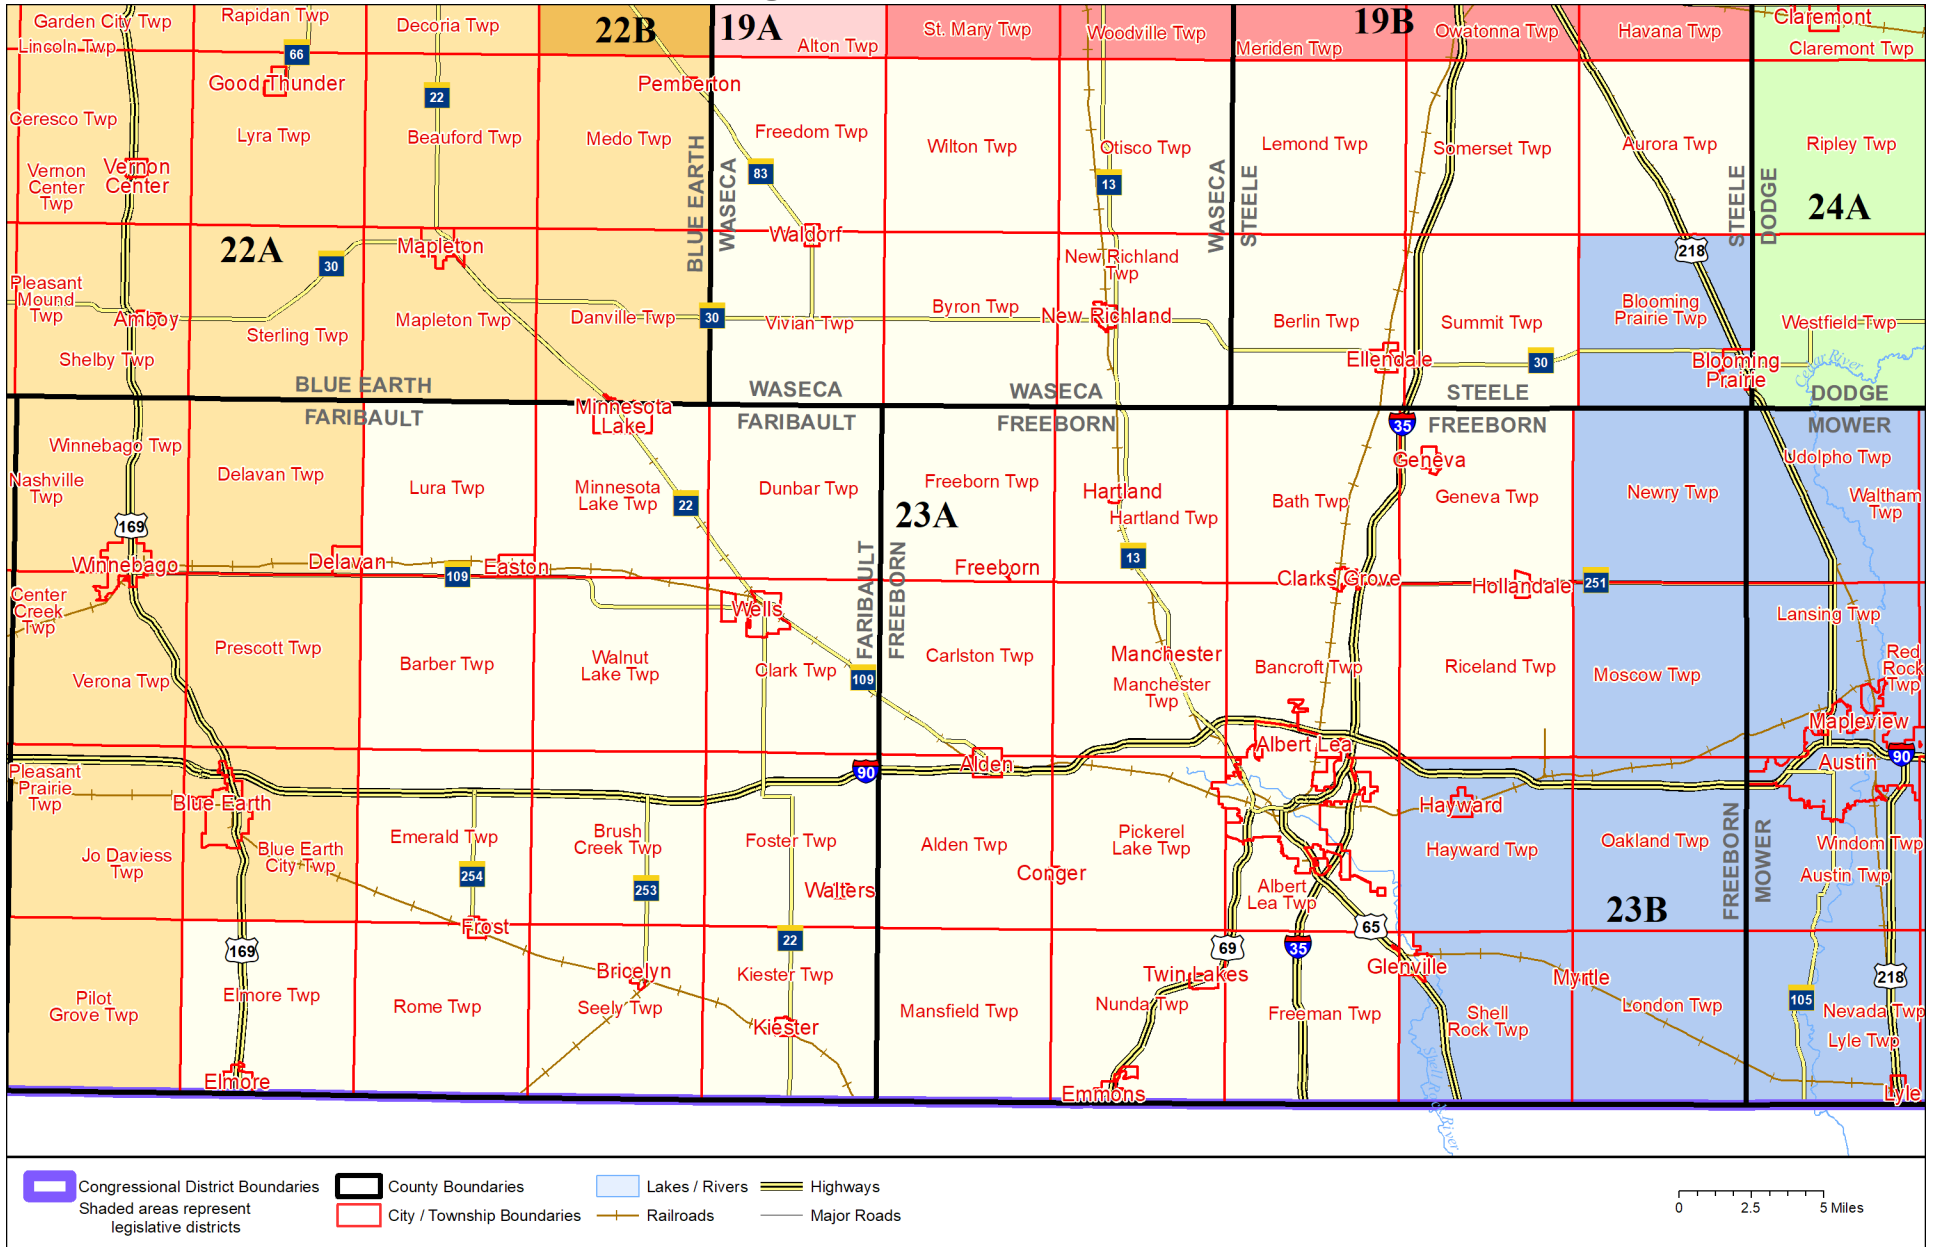 Garden City Twp
Rapidan Twp
Decoria Twp
22B
19A
Alton Twp
St. Mary Twp
Woodville Twp
19B
Meriden Twp
Owatonna Twp
Havana Twp
Claremont
Claremont Twp
Lincoln Twp
66
Good Thunder
22
Pemberton
Ceresco Twp
Lyra Twp
Beauford Twp
Medo Twp
Freedom Twp
Wilton Twp
Otisco Twp
Lemond Twp
Somerset Twp
Aurora Twp
Ripley Twp
Vernon
Center
Twp
Vernon
Center
BLUE EARTH
WASECA
83
13
WASECA
STEELE
STEELE
DODGE
24A
22A
30
Mapleton
Waldorf
218
Pleasant
Mound
Twp
New Richland
Twp
Amboy
Sterling Twp
Mapleton Twp
Danville Twp
30
Vivian Twp
Byron Twp
New Richland
Berlin Twp
Summit Twp
Blooming
Prairie Twp
Westfield Twp
Shelby Twp
Ellendale
30
Blooming
Prairie
Cedar River
BLUE EARTH
WASECA
WASECA
STEELE
DODGE
FARIBAULT
Minnesota
Lake
FARIBAULT
FREEBORN
35
FREEBORN
MOWER
Winnebago Twp
Nashville
Twp
Delavan Twp
Lura Twp
Minnesota
Lake Twp
22
Dunbar Twp
Freeborn Twp
23A
Hartland
Hartland Twp
Bath Twp
Geneva
Geneva Twp
Newry Twp
Udolpho Twp
Waltham
Twp
169
Winnebago
Delavan
109
Easton
FARIBAULT
FREEBORN
Freeborn
13
Clarks Grove
Hollandale
251
Center
Creek
Twp
Wells
Lansing Twp
Prescott Twp
Barber Twp
Walnut
Lake Twp
Clark Twp
109
Carlston Twp
Manchester
Manchester
Twp
Bancroft Twp
Riceland Twp
Moscow Twp
Red
Rock
Twp
Verona Twp
Mapleview
Albert Lea
Austin
90
Pleasant
Prairie
Twp
90
Alden
Blue Earth
Hayward
Emerald Twp
Brush
Creek Twp
Foster Twp
Alden Twp
Pickerel
Lake Twp
Hayward Twp
Oakland Twp
FREEBORN
MOWER
Windom Twp
Jo Daviess
Twp
Blue Earth
City Twp
254
253
Walters
Conger
Albert
Lea Twp
Austin Twp
23B
Frost
22
69
35
65
169
Bricelyn
Kiester Twp
Twin Lakes
Glenville
Myrtle
218
Pilot
Grove Twp
Elmore Twp
Rome Twp
Seely Twp
Mansfield Twp
Nunda Twp
Freeman Twp
Shell
Rock Twp
London Twp
105
Nevada Twp
Kiester
Lyle Twp
Elmore
Emmons
Shell Rock River
Lyle
Congressional District Boundaries
Shaded areas represent
legislative districts
County Boundaries
City / Township Boundaries
Lakes / Rivers
Railroads
Highways
Major Roads
0 2.5 5 Miles